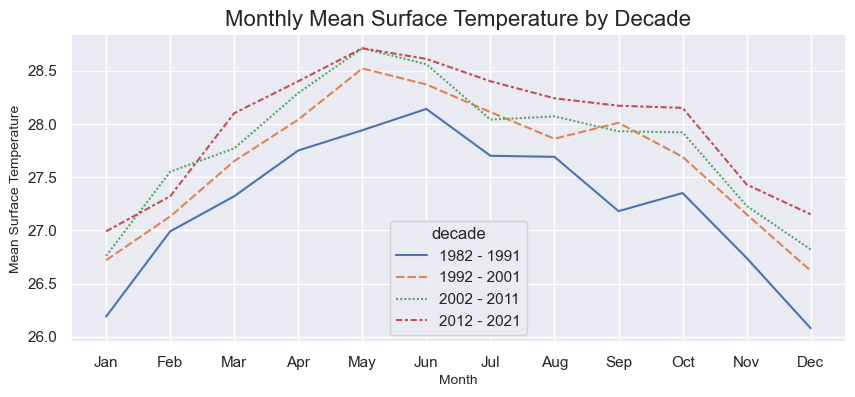 Monthly Mean Surface Temperature by Decade
Mean Surface Temperature
28.5
28.0
27.5
27.0
26.5
26.0
decade
1982 - 1991
1992 - 2001
2002 - 2011
2012 - 2021
Jan Feb Mar Apr May Jun Jul Aug Sep Oct Nov Dec
Month